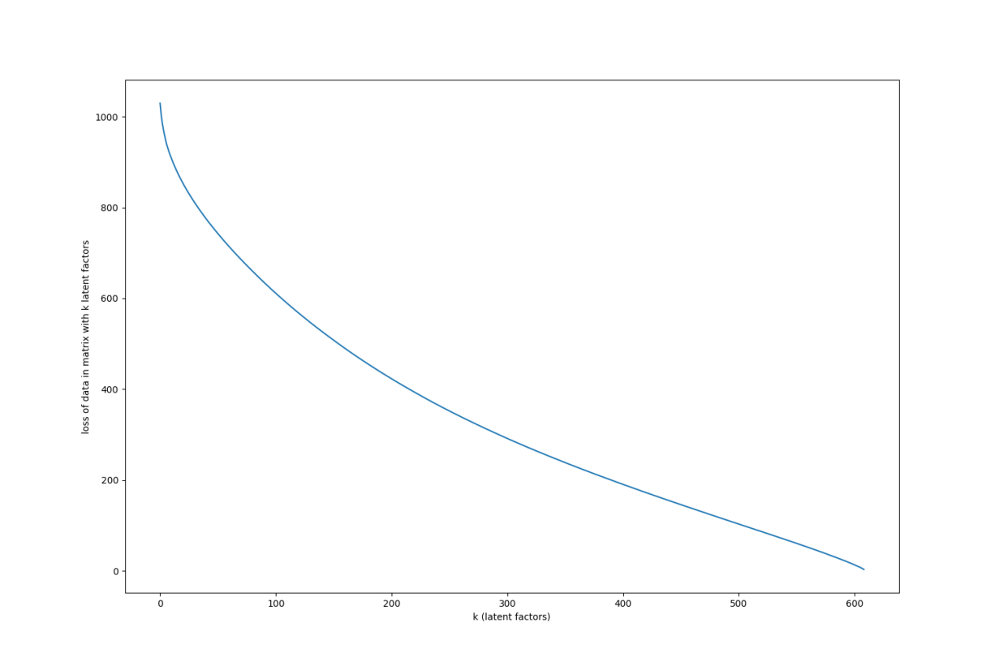 1000
800
600
400
200
0
loss of data in matrix with k latent factors
0 100 200 300 400 500 600
k (latent factors)